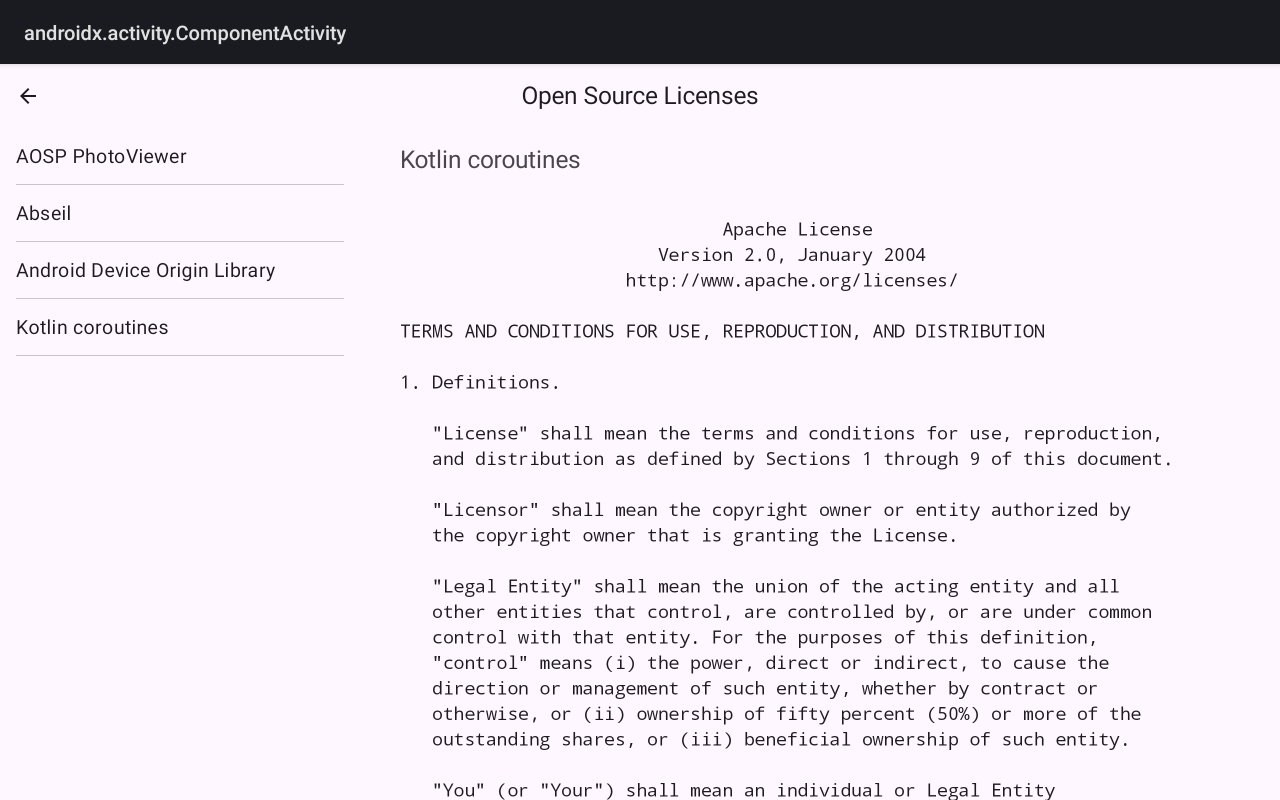 androidx.activity.ComponentActivity
Open Source Licenses
AOSP PhotoViewer
Abseil
Android Device Origin Library
Kotlin coroutines
Kotlin coroutines
Apache License
Version 2.0, January 2004
http://www.apache.org/licenses/
TERMS AND CONDITIONS FOR USE, REPRODUCTION, AND DISTRIBUTION
1. Definitions.
"License" shall mean the terms and conditions for use, reproduction,
and distribution as defined by Sections 1 through 9 of this document.
"Licensor" shall mean the copyright owner or entity authorized by
the copyright owner that is granting the License.
"Legal Entity" shall mean the union of the acting entity and all
other entities that control, are controlled by, or are under common
control with that entity. For the purposes of this definition,
"control" means (i) the power, direct or indirect, to cause the
direction or management of such entity, whether by contract or
otherwise, or (ii) ownership of fifty percent (50%) or more of the
outstanding shares, or (iii) beneficial ownership of such entity.
"You" (or "Your") shall mean an individual or Legal Entity